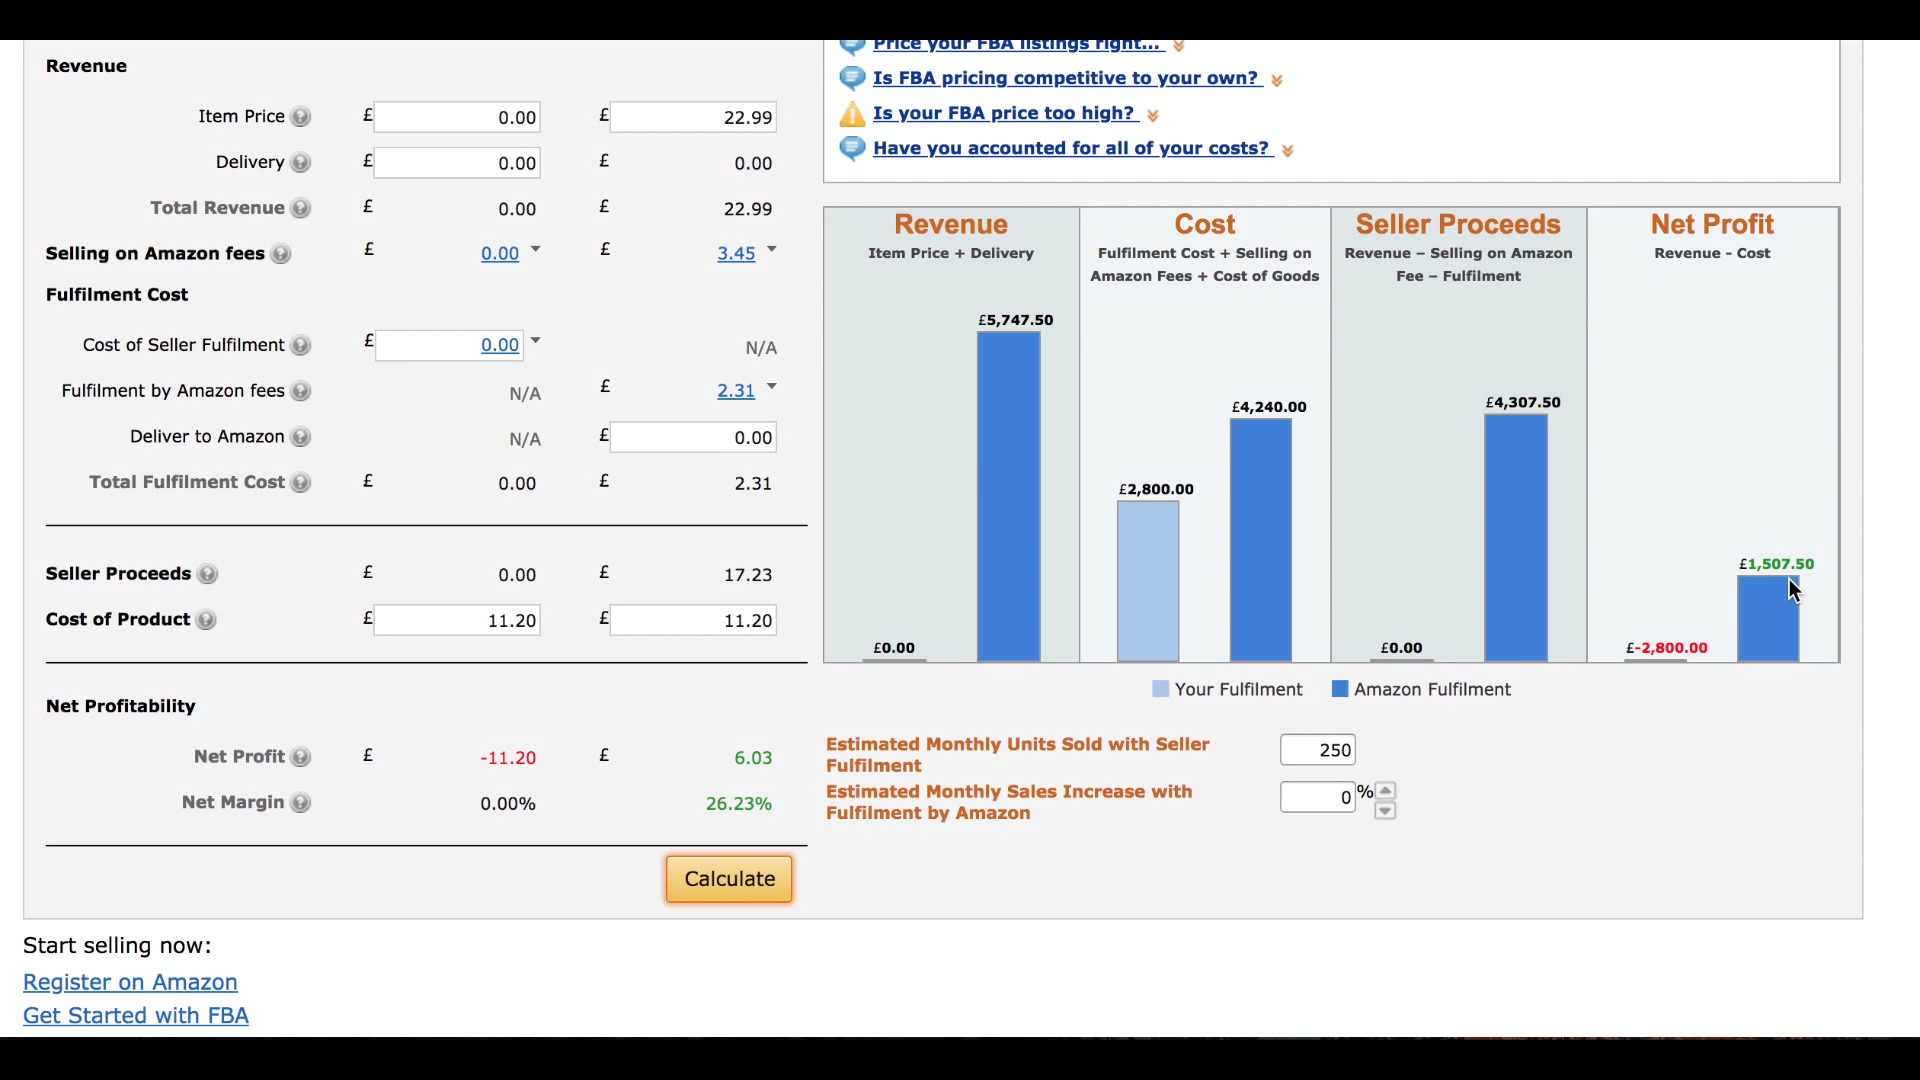 Price your FBA listings right...
Revenue
Is FBA pricing competitive to your own?
Item Price £ 0.00 £ 22.99
Is your FBA price too high?
Delivery £ 0.00 £ 0.00
Have you accounted for all of your costs?
Total Revenue £ 0.00 £ 22.99
Selling on Amazon fees £ 0.00 £ 3.45
Fulfilment Cost
Cost of Seller Fulfilment £ 0.00 N/A
Fulfilment by Amazon fees N/A £ 2.31
Deliver to Amazon N/A £ 0.00
Total Fulfilment Cost £ 0.00 £ 2.31
Seller Proceeds £ 0.00 £ 17.23
Cost of Product £ 11.20 £ 11.20
Net Profitability
Net Profit £ -11.20 £ 6.03
Net Margin 0.00% 26.23%
Calculate
Revenue
Item Price + Delivery
£5,747.50
£0.00
Cost
Fulfilment Cost + Selling on
Amazon Fees + Cost of Goods
£4,240.00
£2,800.00
Seller Proceeds
Revenue – Selling on Amazon
Fee – Fulfilment
£4,307.50
£0.00
Net Profit
Revenue - Cost
£1,507.50
£-2,800.00
Your Fulfilment Amazon Fulfilment
Estimated Monthly Units Sold with Seller
Fulfilment
250
Estimated Monthly Sales Increase with
Fulfilment by Amazon
0 %
Start selling now:
Register on Amazon
Get Started with FBA